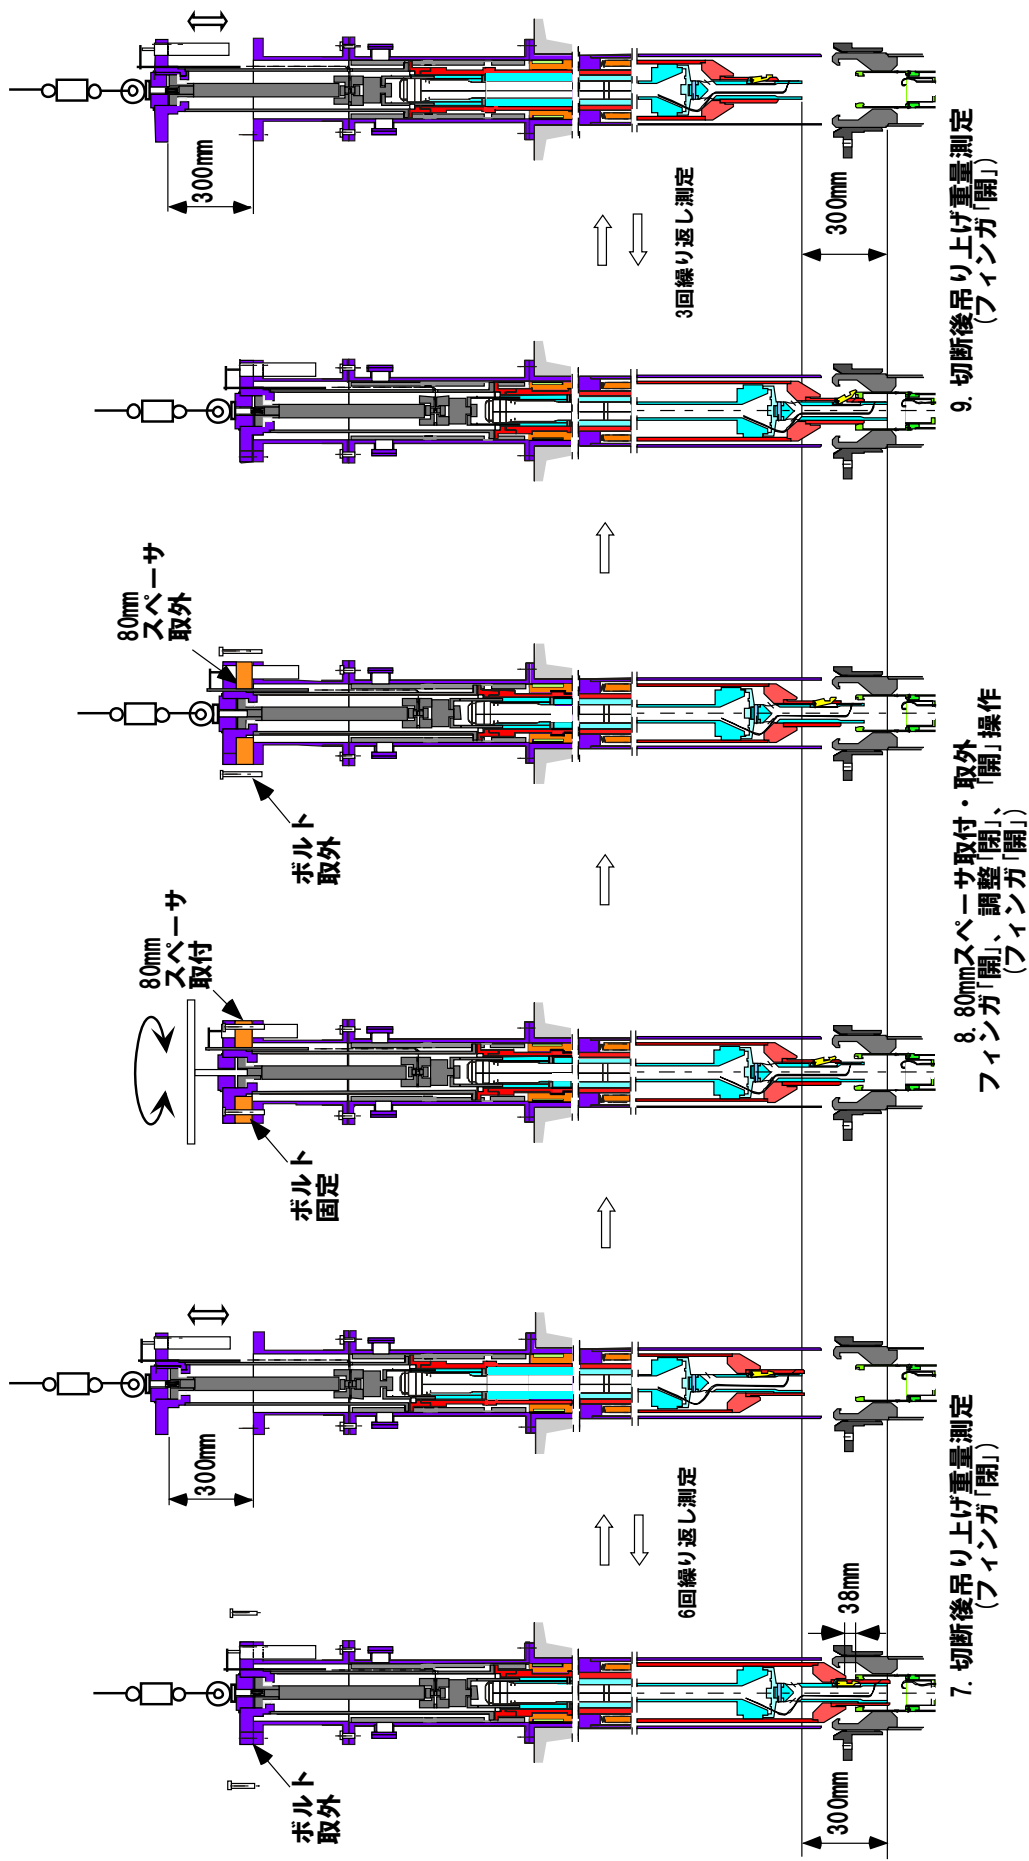 ボルト
取外
300mm
38mm
300mm
6回繰り返し測定
7. 切断後吊り上げ重量測定
(フィンガ「閉」)
ボルト
固定
80mm
スペーサ
取付
ボルト
取外
80mm
スペーサ
取外
8. 80mmスペーサ取付・取外
フィンガ「開」、調整「閉」、「開」操作
(フィンガ「開」)
300mm
3回繰り返し測定
300mm
9. 切断後吊り上げ重量測定
(フィンガ「開」)